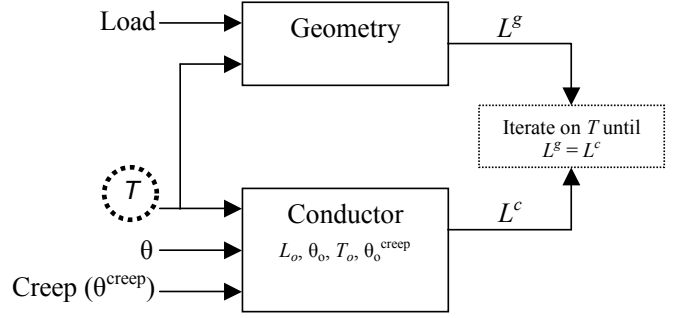 Load
Geometry
L^g
Iterate on T until
L^g = L^c
T
Conductor
L^c
θ
L_o, θ_o, T_o, θ_o^creep
Creep (θ^creep)